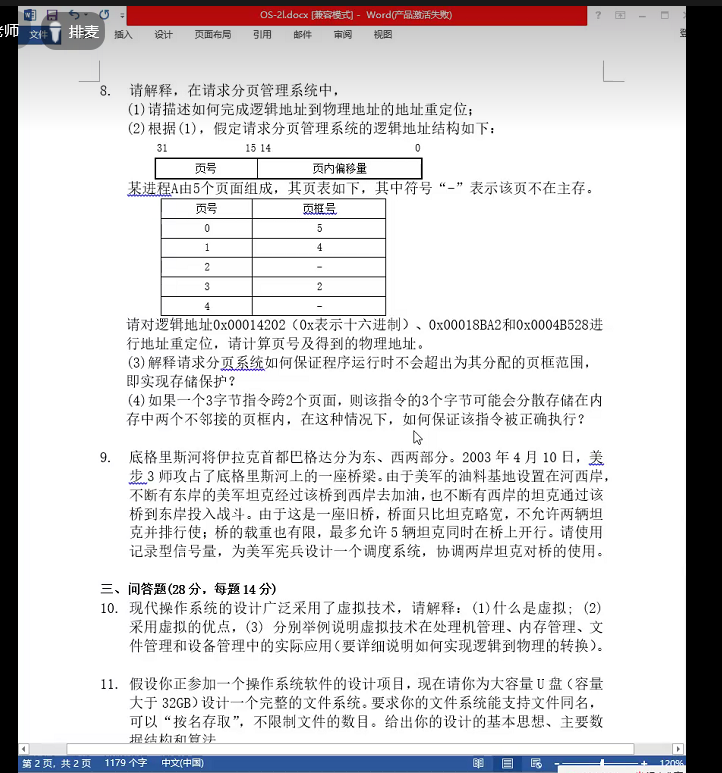 老师
排麦
OS-2l.docx [兼容模式] - Word(产品激活失败)
文件 插入 设计 页面布局 引用 邮件 审阅 视图 登
8. 请解释，在请求分页管理系统中，
(1)请描述如何完成逻辑地址到物理地址的地址重定位；
(2)根据(1)，假定请求分页管理系统的逻辑地址结构如下：
31 15 14 0
页号 页内偏移量
某进程A由5个页面组成，其页表如下，其中符号“-”表示该页不在主存。
页号 页框号
0 5
1 4
2 -
3 2
4 -
请对逻辑地址0x00014202（0x表示十六进制）、0x00018BA2和0x0004B528进
行地址重定位，请计算页号及得到的物理地址。
(3)解释请求分页系统如何保证程序运行时不会超出为其分配的页框范围，
即实现存储保护？
(4)如果一个3字节指令跨2个页面，则该指令的3个字节可能会分散存储在内
存中两个不邻接的页框内，在这种情况下，如何保证该指令被正确执行？
9. 底格里斯河将伊拉克首都巴格达分为东、西两部分。2003 年 4 月 10 日，美
步 3 师攻占了底格里斯河上的一座桥梁。由于美军的油料基地设置在河西岸，
不断有东岸的美军坦克经过该桥到西岸去加油，也不断有西岸的坦克通过该
桥到东岸投入战斗。由于这是一座旧桥，桥面只比坦克略宽，不允许两辆坦
克并排行使；桥的载重也有限，最多允许 5 辆坦克同时在桥上开行。请使用
记录型信号量，为美军宪兵设计一个调度系统，协调两岸坦克对桥的使用。
三、问答题(28 分，每题 14 分)
10. 现代操作系统的设计广泛采用了虚拟技术，请解释：(1)什么是虚拟；(2)
采用虚拟的优点，(3) 分别举例说明虚拟技术在处理机管理、内存管理、文
件管理和设备管理中的实际应用(要详细说明如何实现逻辑到物理的转换)。
11. 假设你正参加一个操作系统软件的设计项目，现在请你为大容量 U 盘(容量
大于 32GB)设计一个完整的文件系统。要求你的文件系统能支持文件同名，
可以“按名存取”，不限制文件的数目。给出你的设计的基本思想、主要数
据结构和算法
第 2 页，共 2 页 1179 个字 中文(中国) 120%